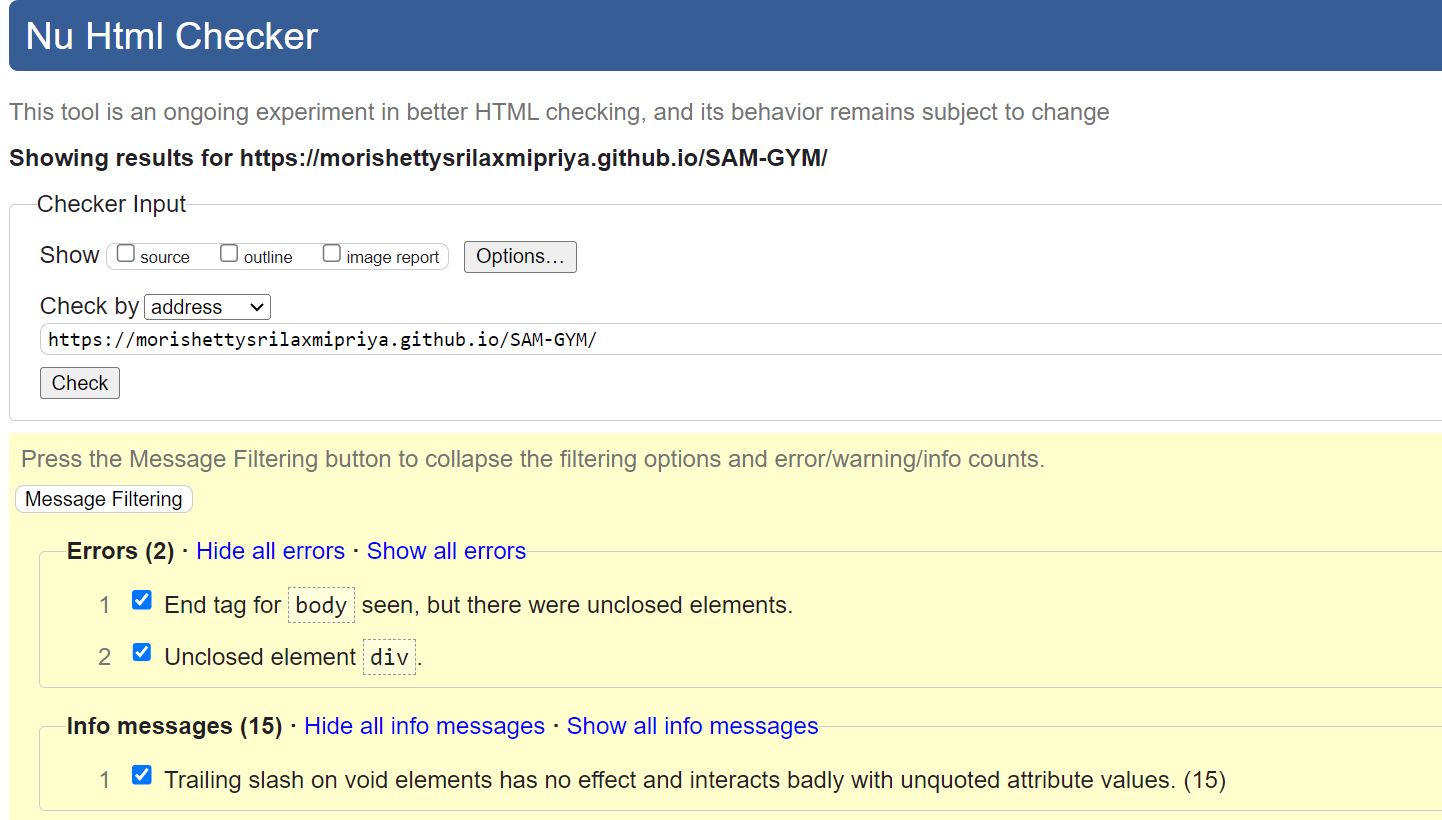 Nu Html Checker
This tool is an ongoing experiment in better HTML checking, and its behavior remains subject to change
Showing results for https://morishettysrilaxmipriya.github.io/SAM-GYM/
Checker Input
Show source outline image report Options…
Check by address
https://morishettysrilaxmipriya.github.io/SAM-GYM/
Check
Press the Message Filtering button to collapse the filtering options and error/warning/info counts.
Message Filtering
Errors (2) · Hide all errors · Show all errors
1 End tag for body seen, but there were unclosed elements.
2 Unclosed element div.
Info messages (15) · Hide all info messages · Show all info messages
1 Trailing slash on void elements has no effect and interacts badly with unquoted attribute values. (15)